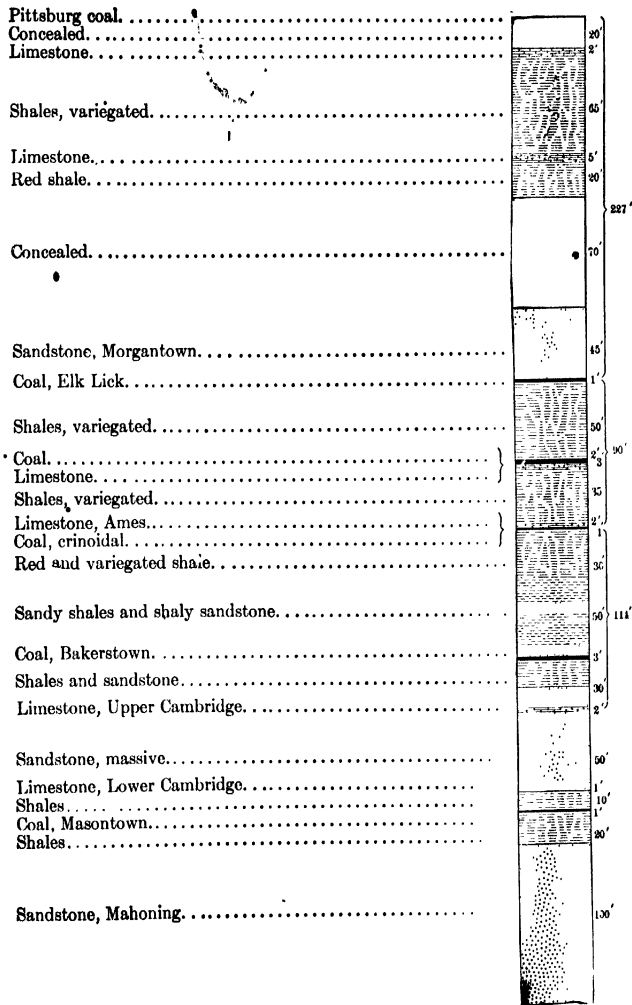 Pittsburg coal
Concealed 20'
Limestone 2'
Shales, variegated 65'
Limestone 5'
Red shale 20'
227'
Concealed 70'
Sandstone, Morgantown 45'
Coal, Elk Lick 1'
Shales, variegated 50'
90'
Coal 2'
Limestone 3
Shales, variegated 35
Limestone, Ames 2'
Coal, crinoidal 1
Red and variegated shale 30
Sandy shales and shaly sandstone 50' 114'
Coal, Bakerstown 3'
Shales and sandstone 30'
Limestone, Upper Cambridge 2'
Sandstone, massive
Limestone, Lower Cambridge 1'
Shales 10'
Coal, Masontown 1'
Shales 20'
Sandstone, Mahoning 100'